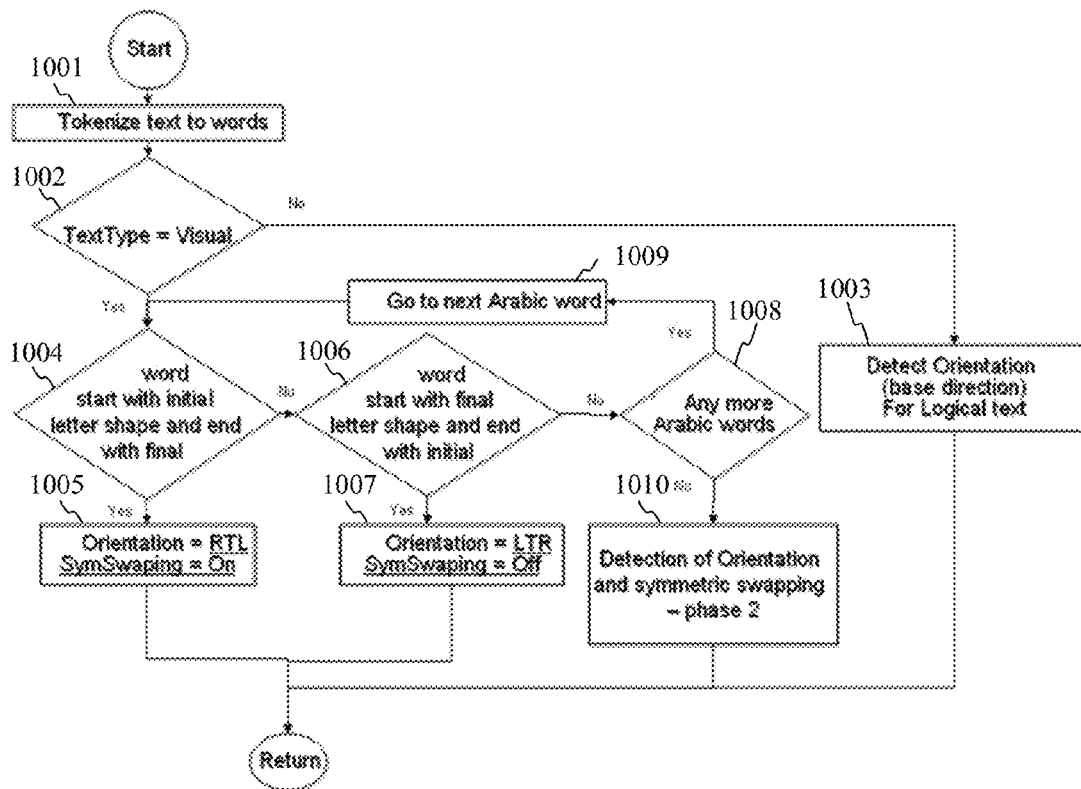 Start
1001
Tokenize text to words
1002
No
TextType = Visual
1009
Yes
Go to next Arabic word
1003
1008
Yes
Detect Orientation
(base direction)
For Logical text
1004
word
start with initial
letter shape and end
with final
No
1006
word
start with final
letter shape and end
with initial
No
Any more
Arabic words
1005
Yes
Orientation = RTL
SymSwaping = On
1007
Yes
Orientation = LTR
SymSwaping = Off
1010
No
Detection of Orientation
and symmetric swapping
– phase 2
Return